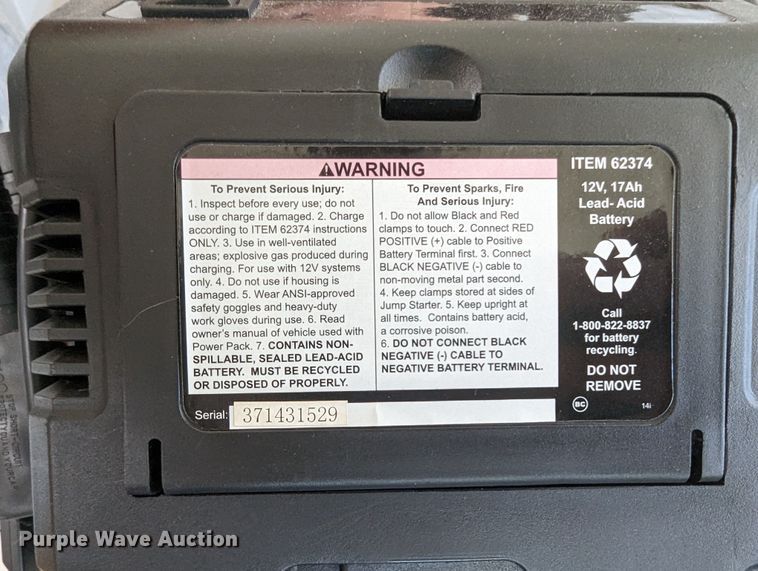 WARNING
To Prevent Serious Injury:
1. Inspect before every use; do not
use or charge if damaged. 2. Charge
according to ITEM 62374 instructions
ONLY. 3. Use in well-ventilated
areas; explosive gas produced during
charging. For use with 12V systems
only. 4. Do not use if housing is
damaged. 5. Wear ANSI-approved
safety goggles and heavy-duty
work gloves during use. 6. Read
owner's manual of vehicle used with
Power Pack. 7. CONTAINS NON-
SPILLABLE, SEALED LEAD-ACID
BATTERY. MUST BE RECYCLED
OR DISPOSED OF PROPERLY.
To Prevent Sparks, Fire
And Serious Injury:
1. Do not allow Black and Red
clamps to touch. 2. Connect RED
POSITIVE (+) cable to Positive
Battery Terminal first. 3. Connect
BLACK NEGATIVE (-) cable to
non-moving metal part second.
4. Keep clamps stored at sides of
Jump Starter. 5. Keep upright at
all times. Contains battery acid,
a corrosive poison.
6. DO NOT CONNECT BLACK
NEGATIVE (-) CABLE TO
NEGATIVE BATTERY TERMINAL.
ITEM 62374
12V, 17Ah
Lead- Acid
Battery
Call
1-800-822-8837
for battery
recycling.
DO NOT
REMOVE
BC
14i
Serial: 371431529
Purple Wave Auction